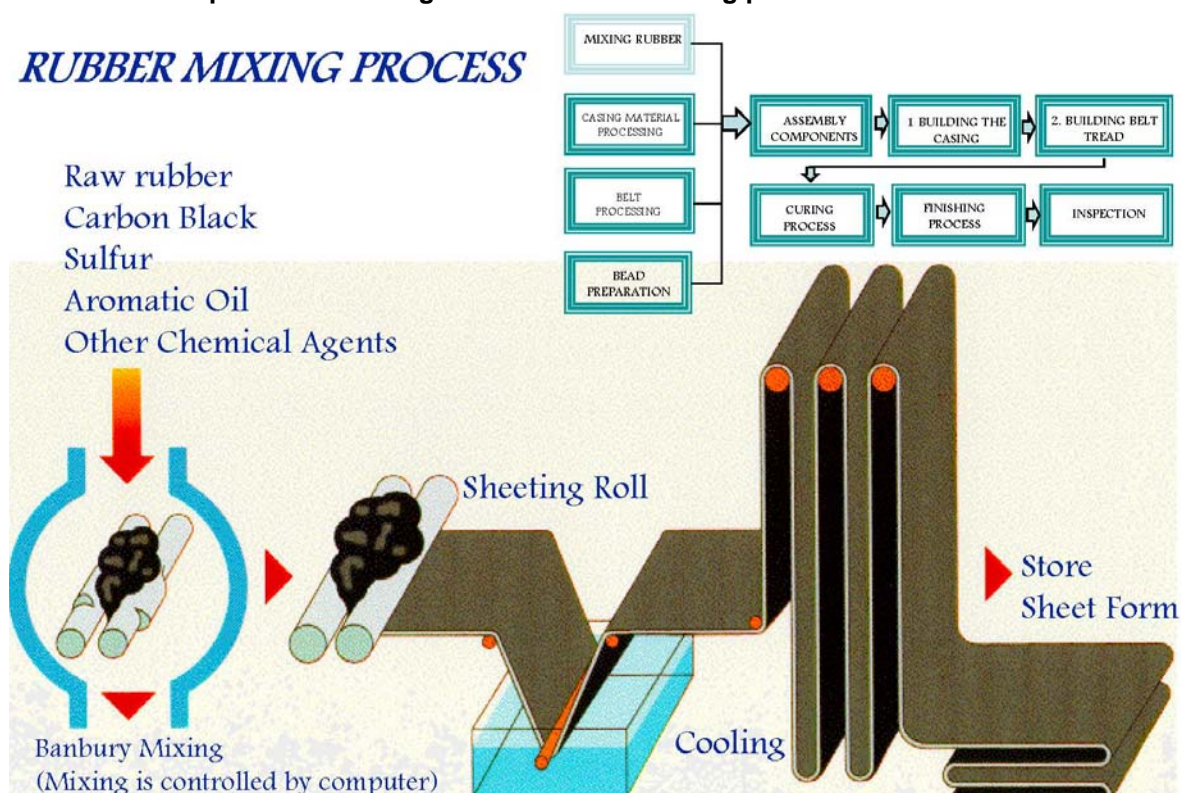 RUBBER MIXING PROCESS
MIXING RUBBER
CASING MATERIAL
PROCESSING
BELT
PROCESSING
BEAD
PREPARATION
ASSEMBLY
COMPONENTS
1 BUILDING THE
CASING
2. BUILDING BELT
TREAD
CURING
PROCESS
FINISHING
PROCESS
INSPECTION
Raw rubber
Carbon Black
Sulfur
Aromatic Oil
Other Chemical Agents
Sheeting Roll
Store
Sheet Form
Cooling
Banbury Mixing
(Mixing is controlled by computer)